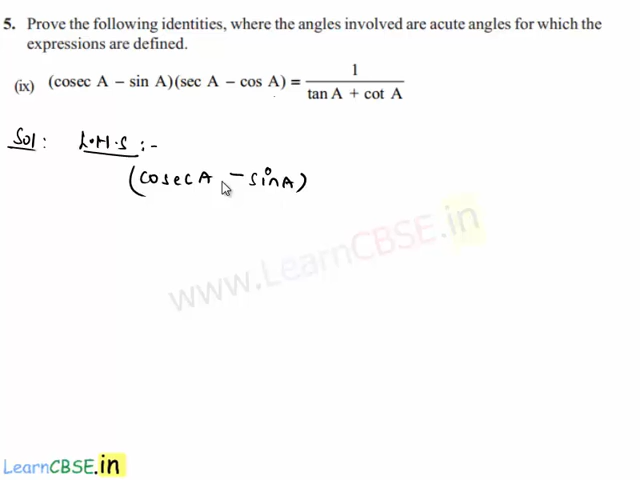 5. Prove the following identities, where the angles involved are acute angles for which the
expressions are defined.
(ix) (cosec A – sin A)(sec A – cos A) = 1 / (tan A + cot A)
Sol: L.H.S :-
(cosec A – sin A)
www.LearnCBSE.in
LearnCBSE.in